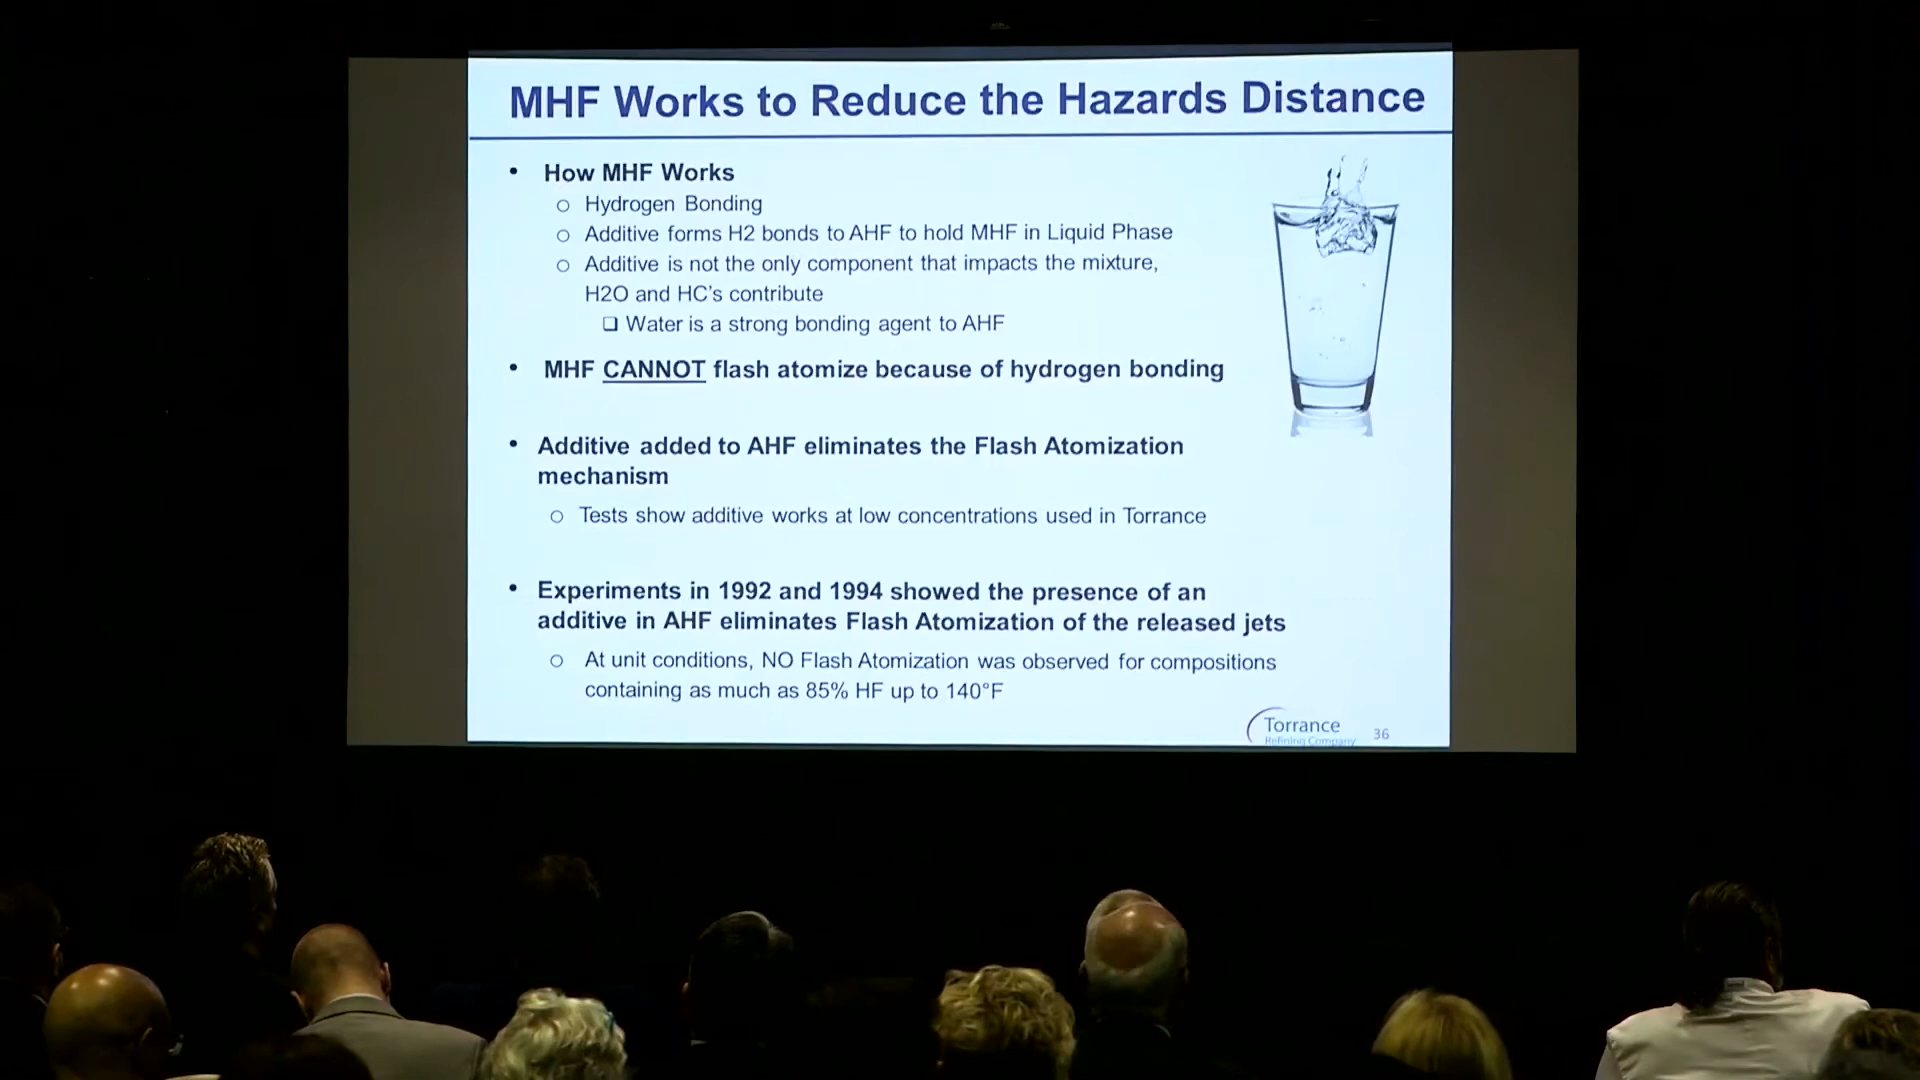 MHF Works to Reduce the Hazards Distance
• How MHF Works
○ Hydrogen Bonding
○ Additive forms H2 bonds to AHF to hold MHF in Liquid Phase
○ Additive is not the only component that impacts the mixture,
H2O and HC's contribute
❑ Water is a strong bonding agent to AHF
• MHF CANNOT flash atomize because of hydrogen bonding
• Additive added to AHF eliminates the Flash Atomization
mechanism
○ Tests show additive works at low concentrations used in Torrance
• Experiments in 1992 and 1994 showed the presence of an
additive in AHF eliminates Flash Atomization of the released jets
○ At unit conditions, NO Flash Atomization was observed for compositions
containing as much as 85% HF up to 140°F
Torrance
Refining Company
36